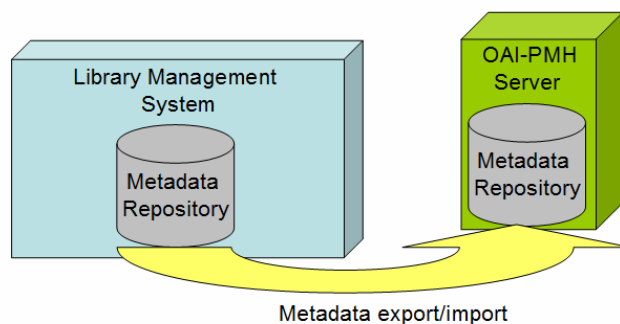 Library Management
System
Metadata
Repository
OAI-PMH
Server
Metadata
Repository
Metadata export/import